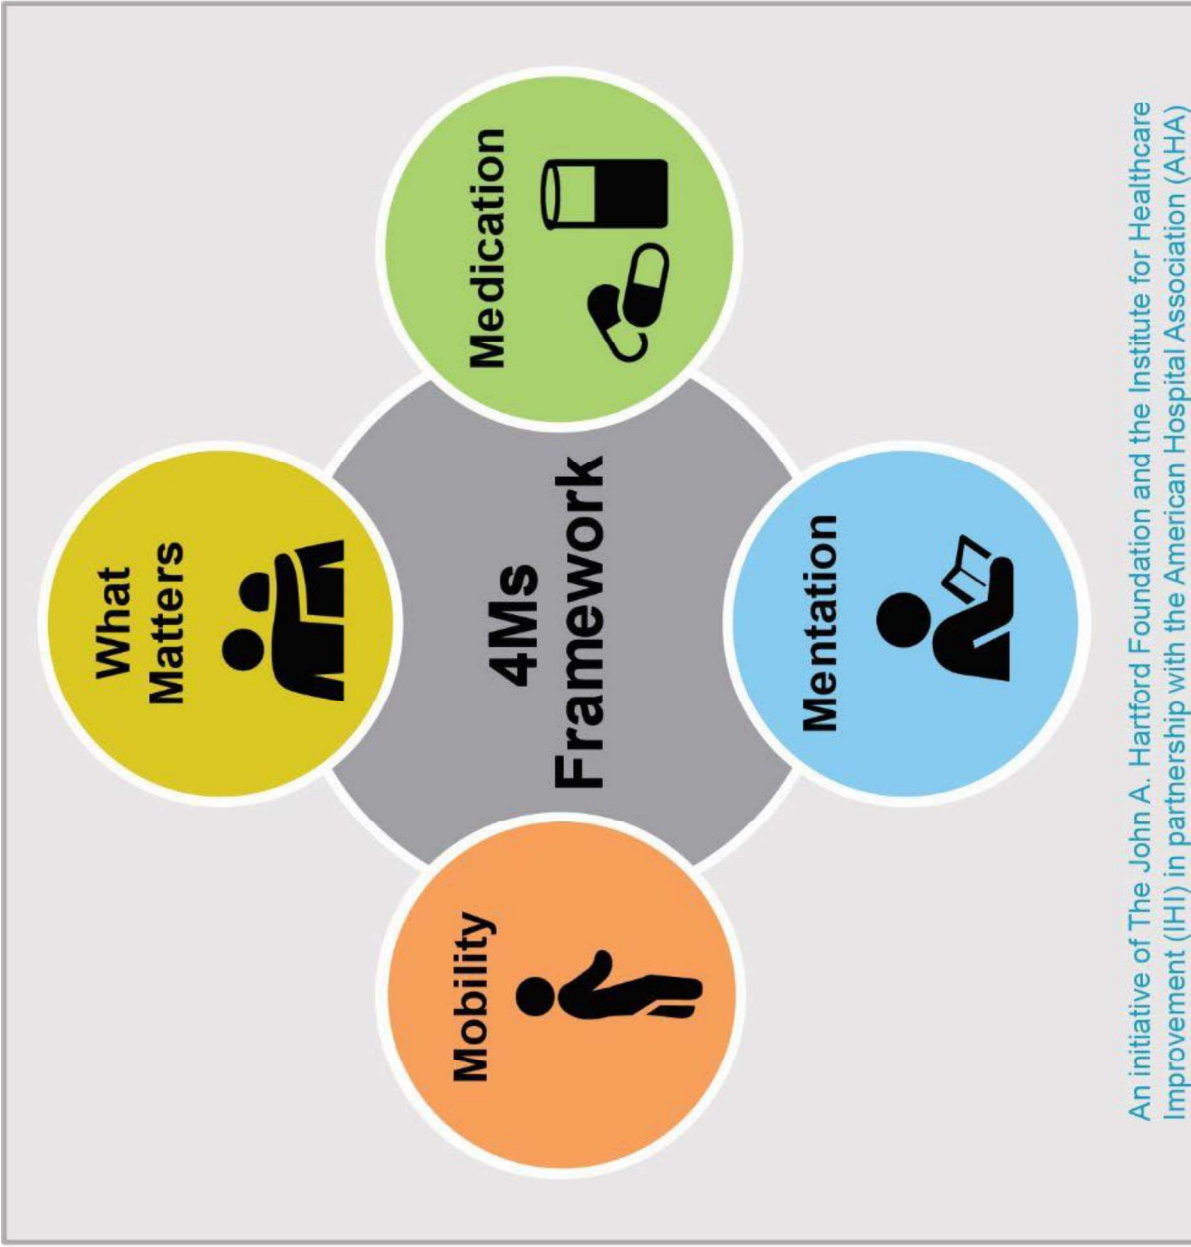 What
Matters
Mobility
4Ms
Framework
Medication
Mentation
An initiative of The John A. Hartford Foundation and the Institute for Healthcare
Improvement (IHI) in partnership with the American Hospital Association (AHA)